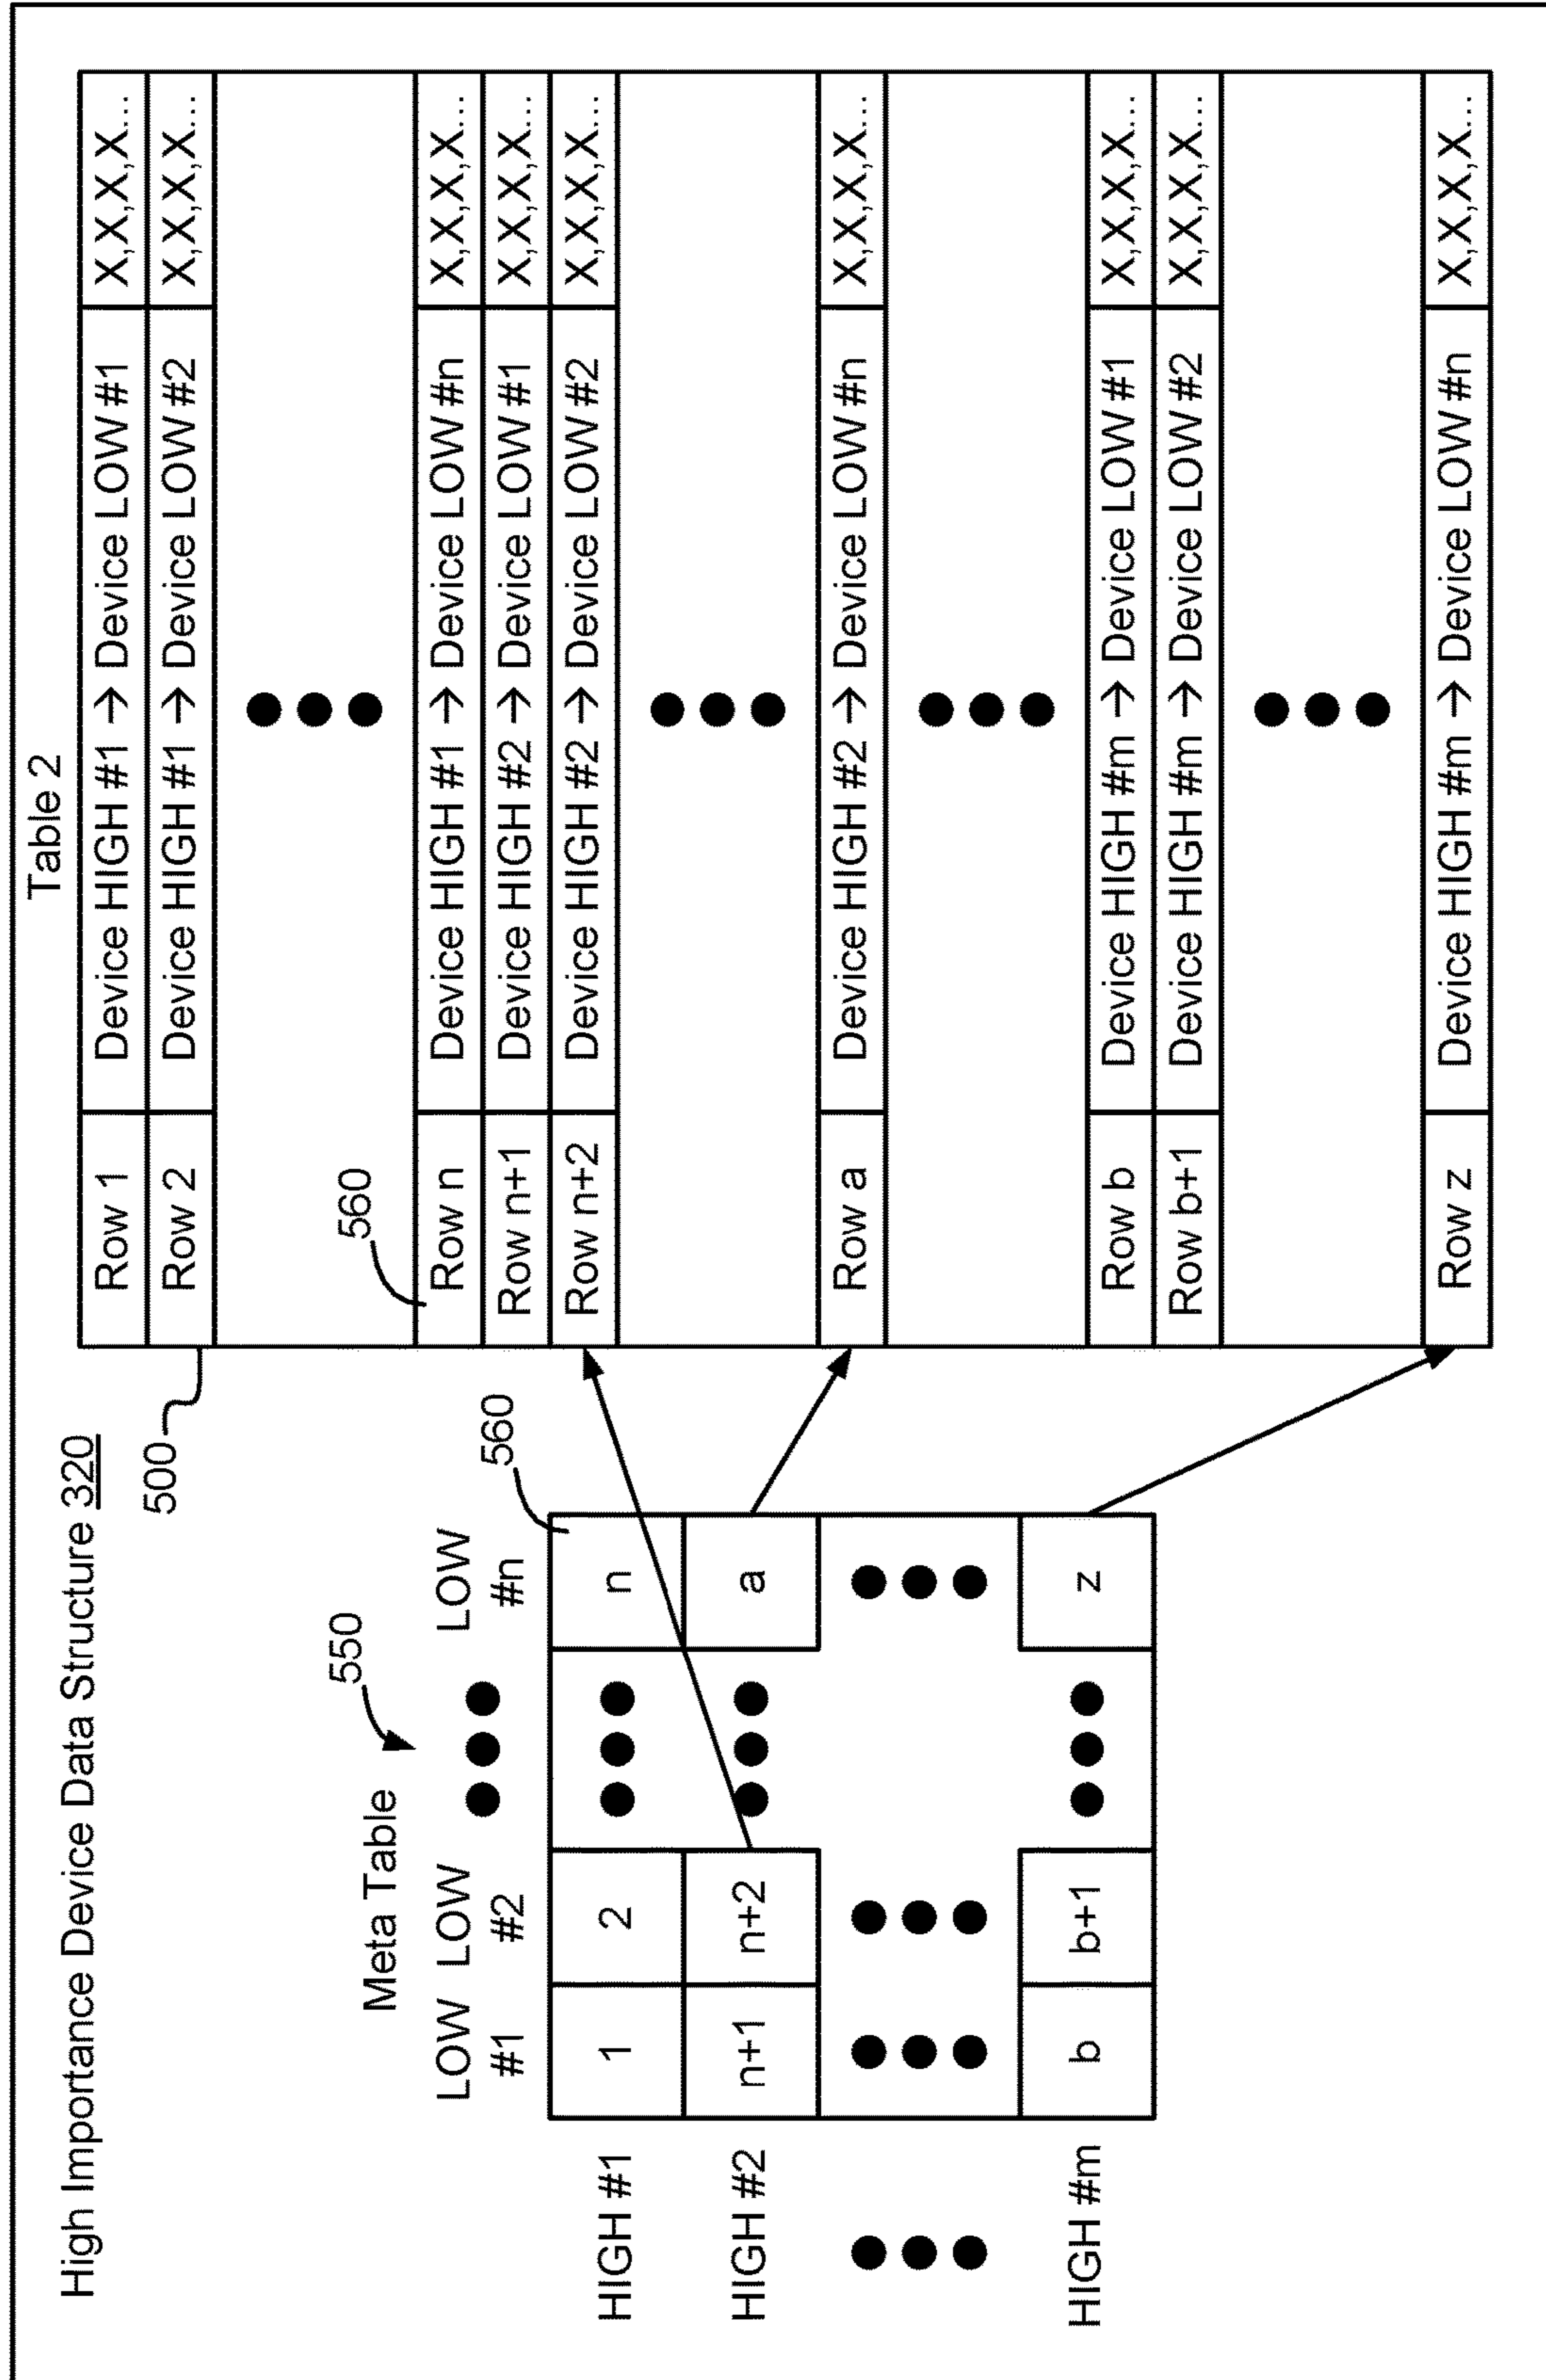 High Importance Device Data Structure 320
Meta Table
550
LOW #1
LOW #2
LOW #n
560
HIGH #1
1
2
n
HIGH #2
n+1
n+2
a
HIGH #m
b
b+1
z
Table 2
500
560
Row 1 Device HIGH #1 → Device LOW #1 X,X,X,X...
Row 2 Device HIGH #1 → Device LOW #2 X,X,X,X...
Row n Device HIGH #1 → Device LOW #n X,X,X,X...
Row n+1 Device HIGH #2 → Device LOW #1 X,X,X,X...
Row n+2 Device HIGH #2 → Device LOW #2 X,X,X,X...
Row a Device HIGH #2 → Device LOW #n X,X,X,X...
Row b Device HIGH #m → Device LOW #1 X,X,X,X...
Row b+1 Device HIGH #m → Device LOW #2 X,X,X,X...
Row z Device HIGH #m → Device LOW #n X,X,X,X...